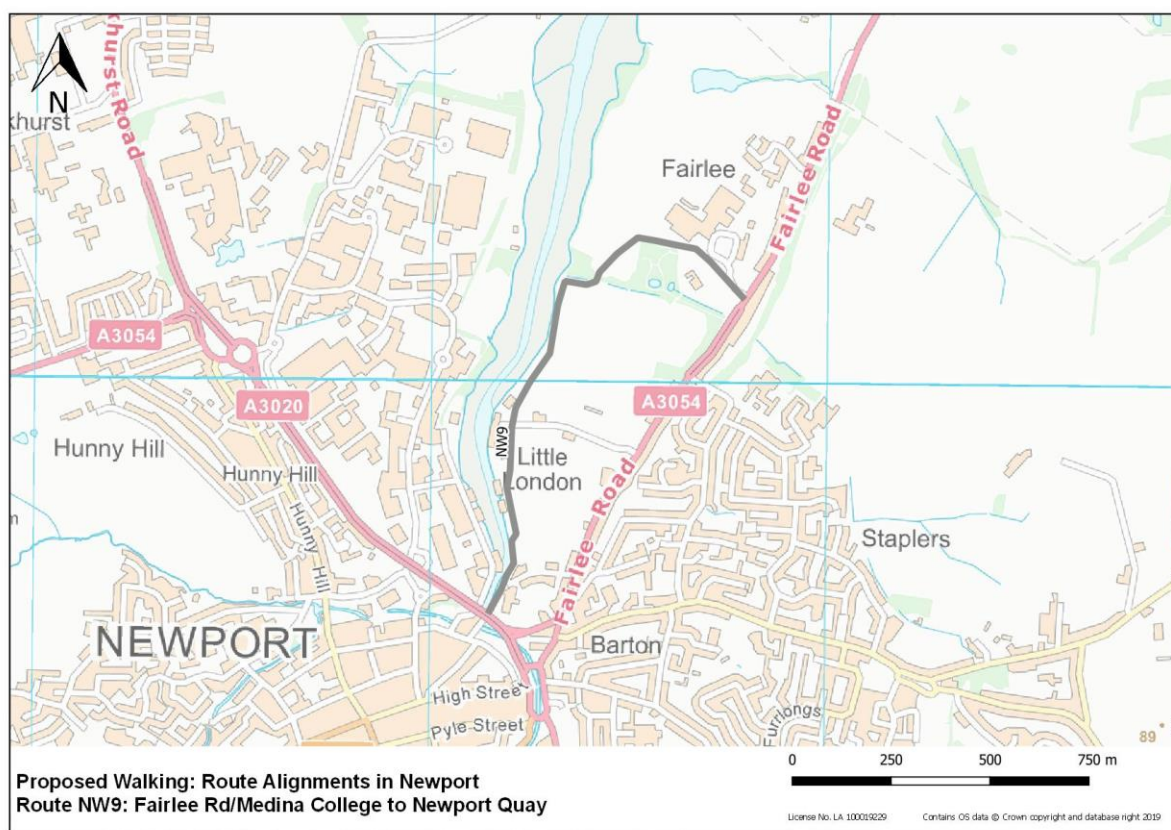 N
khurst Road
khurst
Fairlee
Fairlee Road
A3054
A3020
A3054
Hunny Hill
Hunny Hill
Hunny Hill
NW9
Little
London
Fairlee Road
Staplers
NEWPORT
Barton
High Street
Pyle Street
Furrlongs
89
m
Proposed Walking: Route Alignments in Newport
Route NW9: Fairlee Rd/Medina College to Newport Quay
0 250 500 750 m
License No. LA 100019229 Contains OS data @ Crown copyright and database right 2019